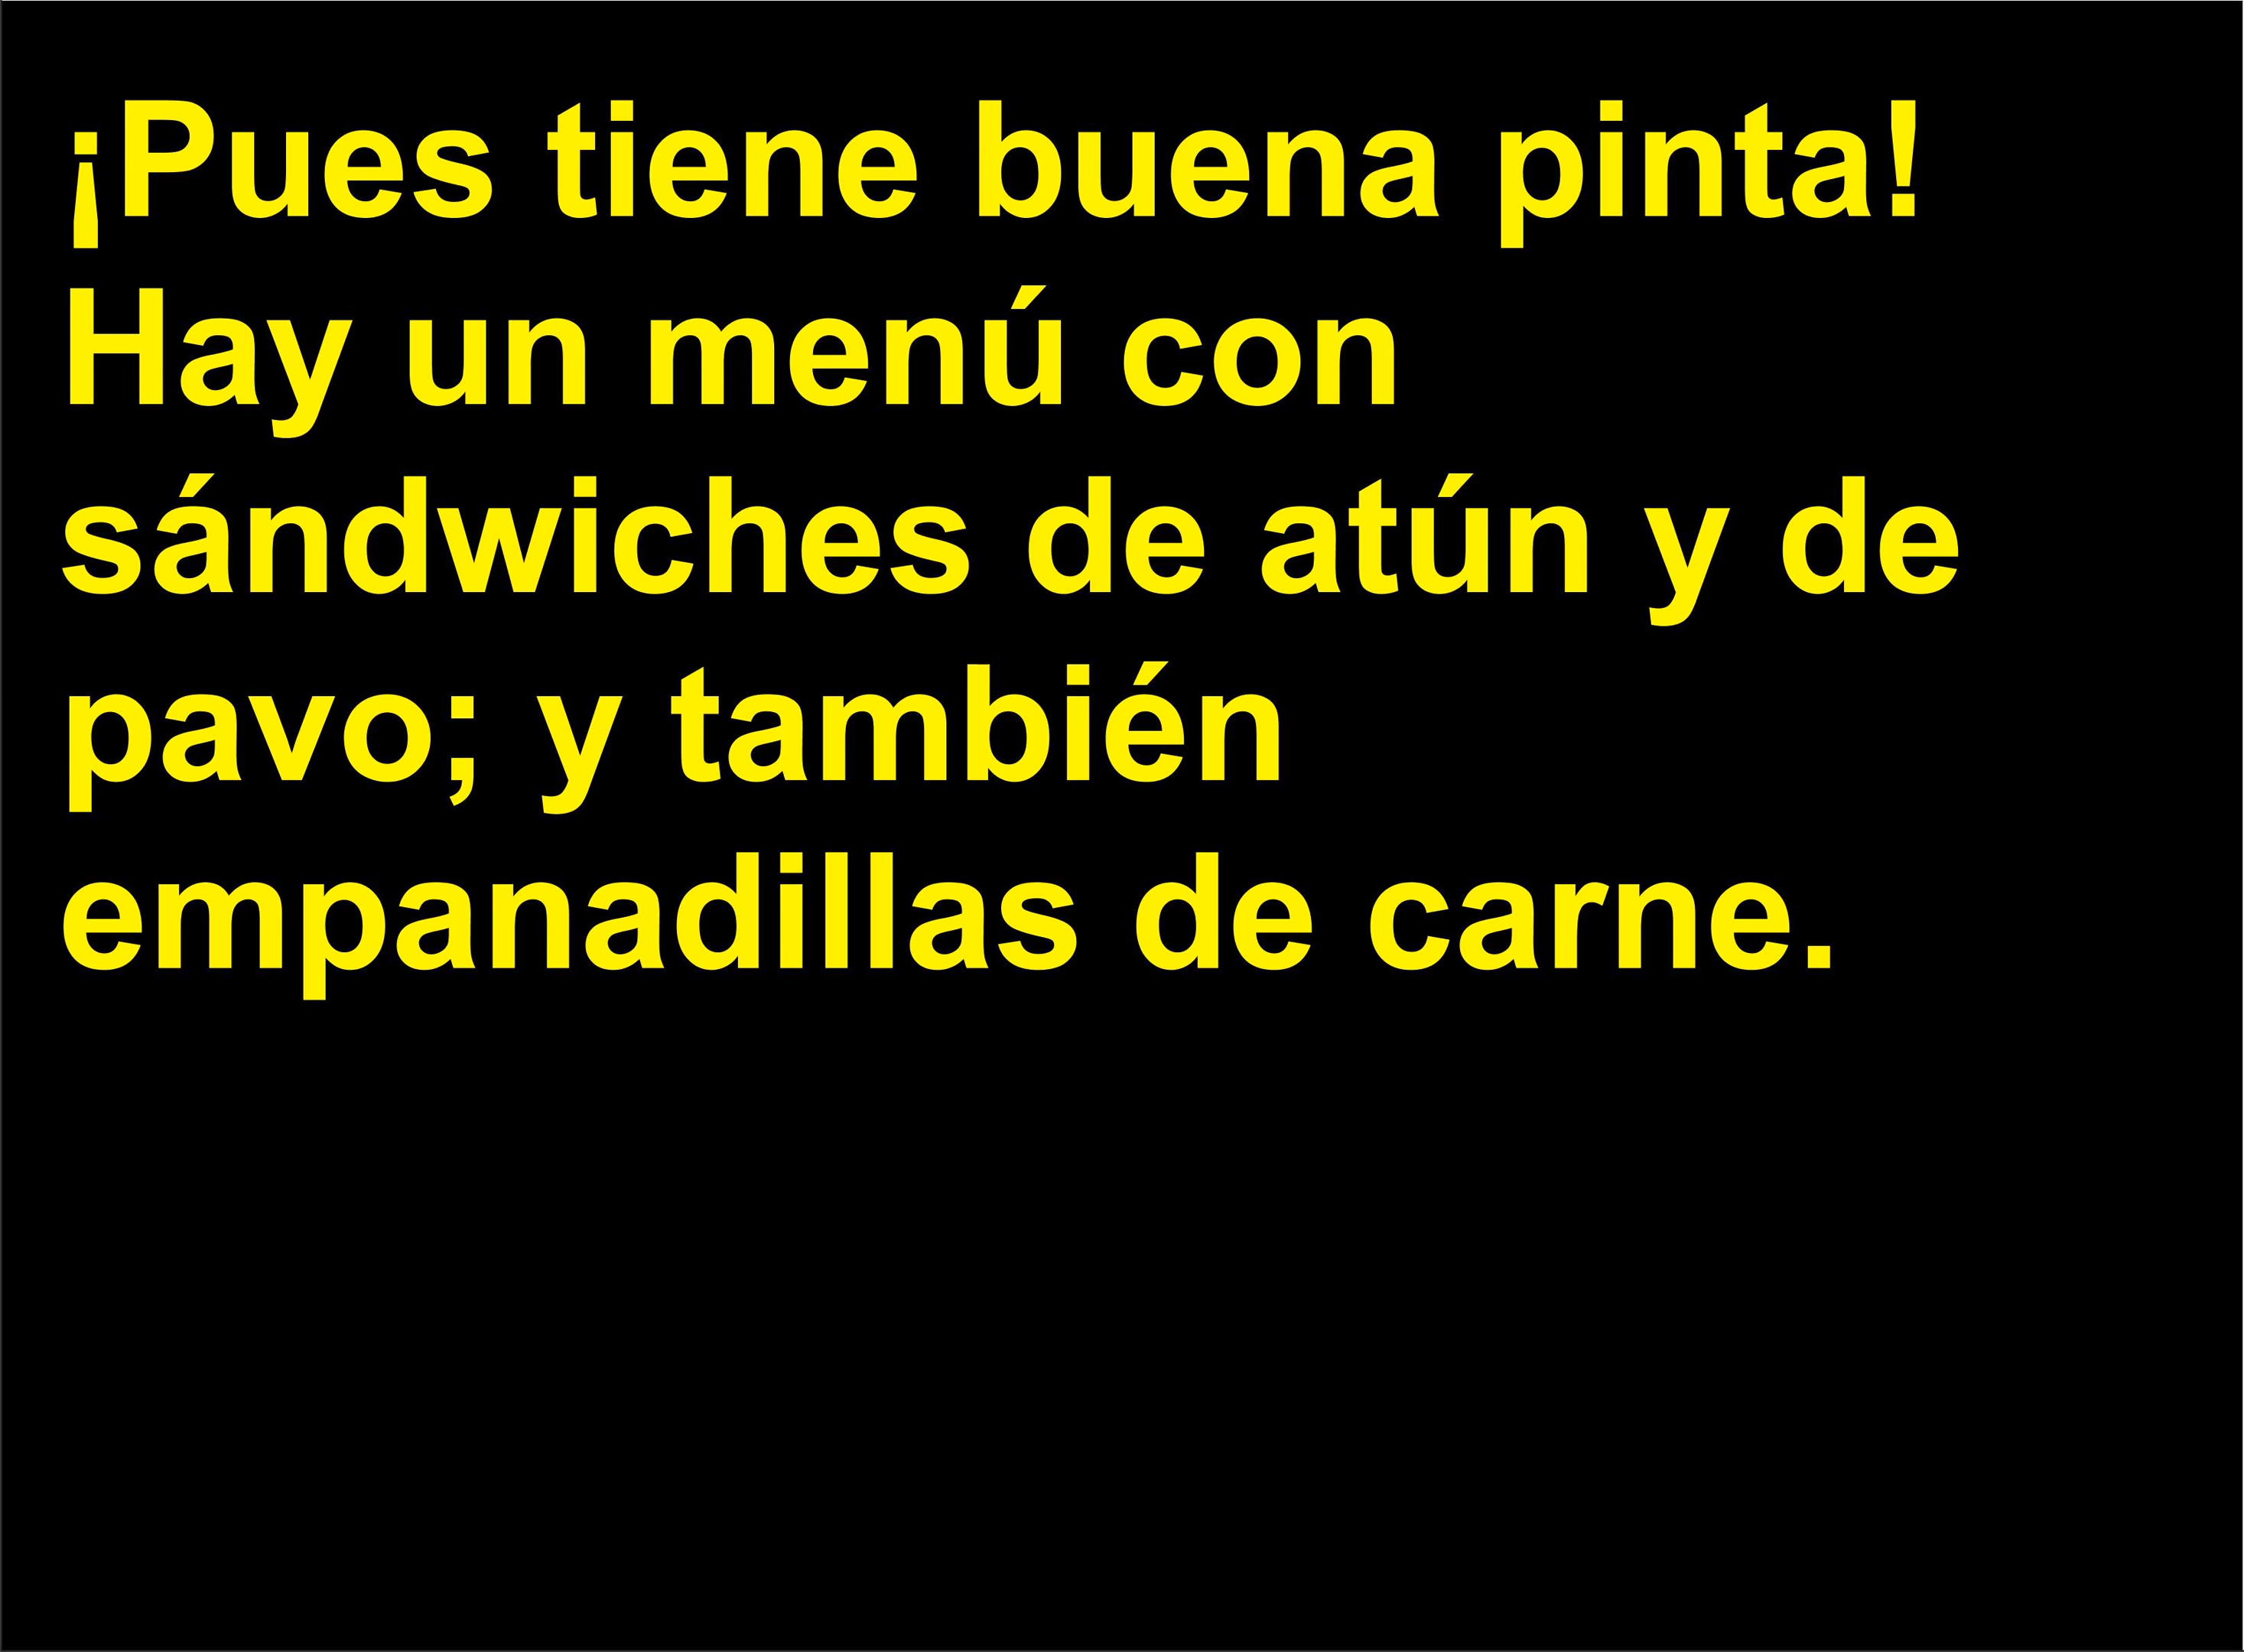 ¡Pues tiene buena pinta!
Hay un menú con
sándwiches de atún y de
pavo; y también
empanadillas de carne.